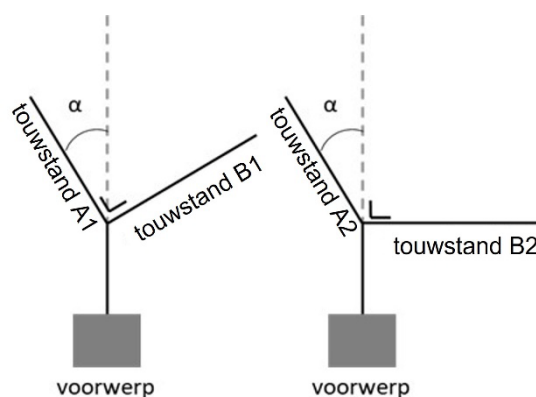 α
touwstand A1
touwstand B1
voorwerp
α
touwstand A2
touwstand B2
voorwerp